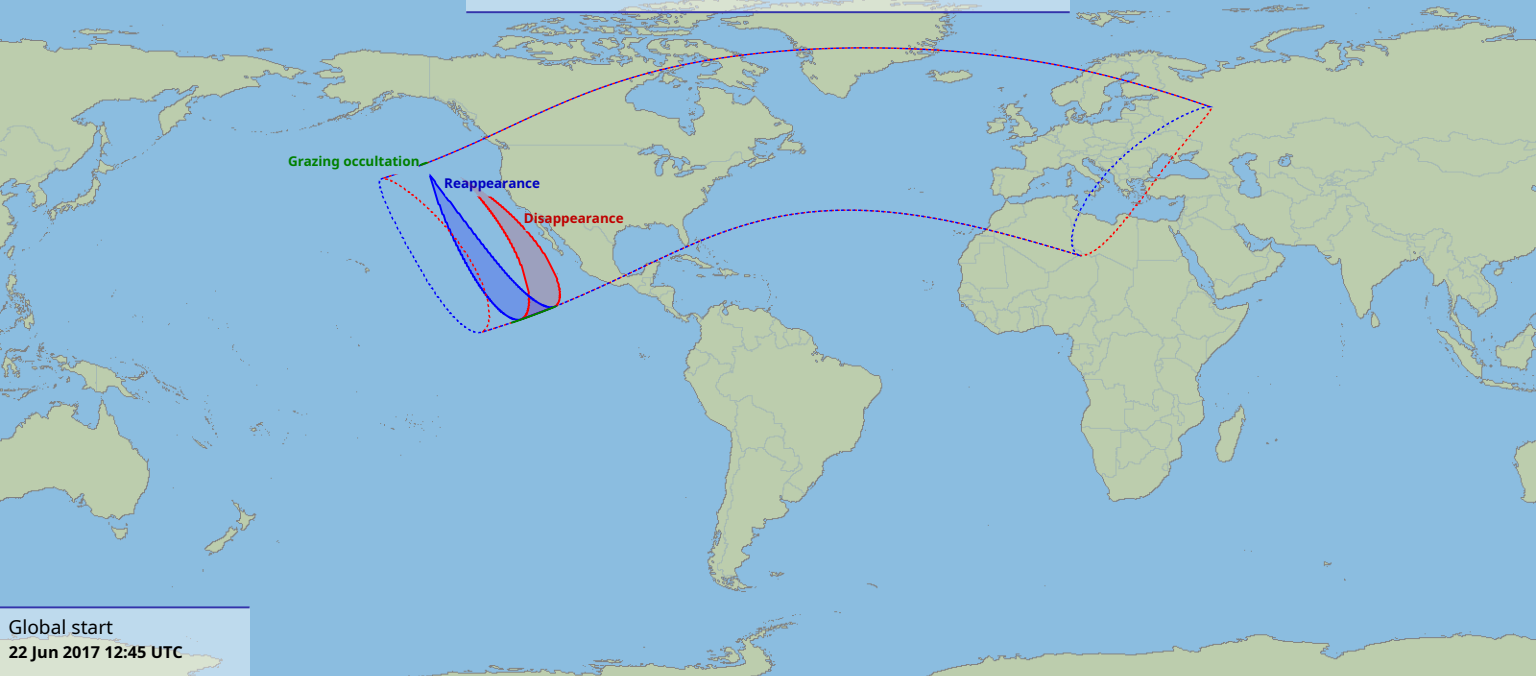 Grazing occultation
Reappearance
Disappearance
Global start
22 Jun 2017 12:45 UTC